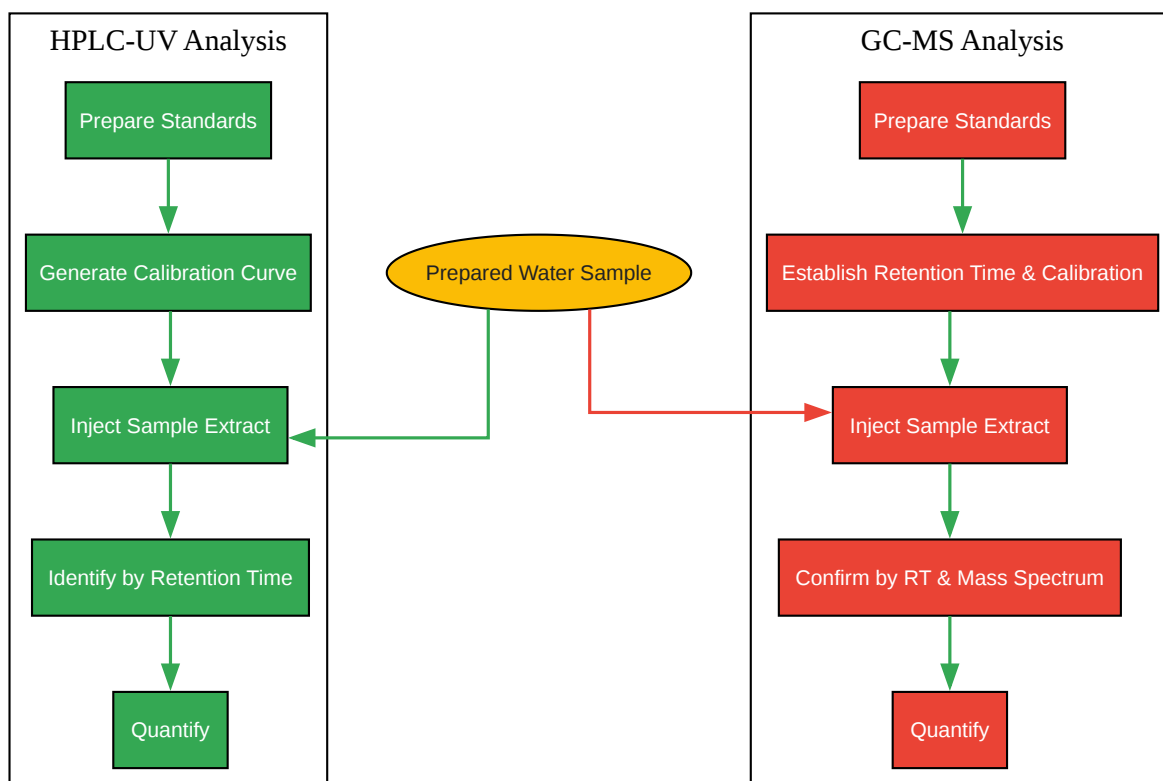 HPLC-UV Analysis
Prepare Standards
Generate Calibration Curve
Inject Sample Extract
Identify by Retention Time
Quantify
Prepared Water Sample
GC-MS Analysis
Prepare Standards
Establish Retention Time & Calibration
Inject Sample Extract
Confirm by RT & Mass Spectrum
Quantify